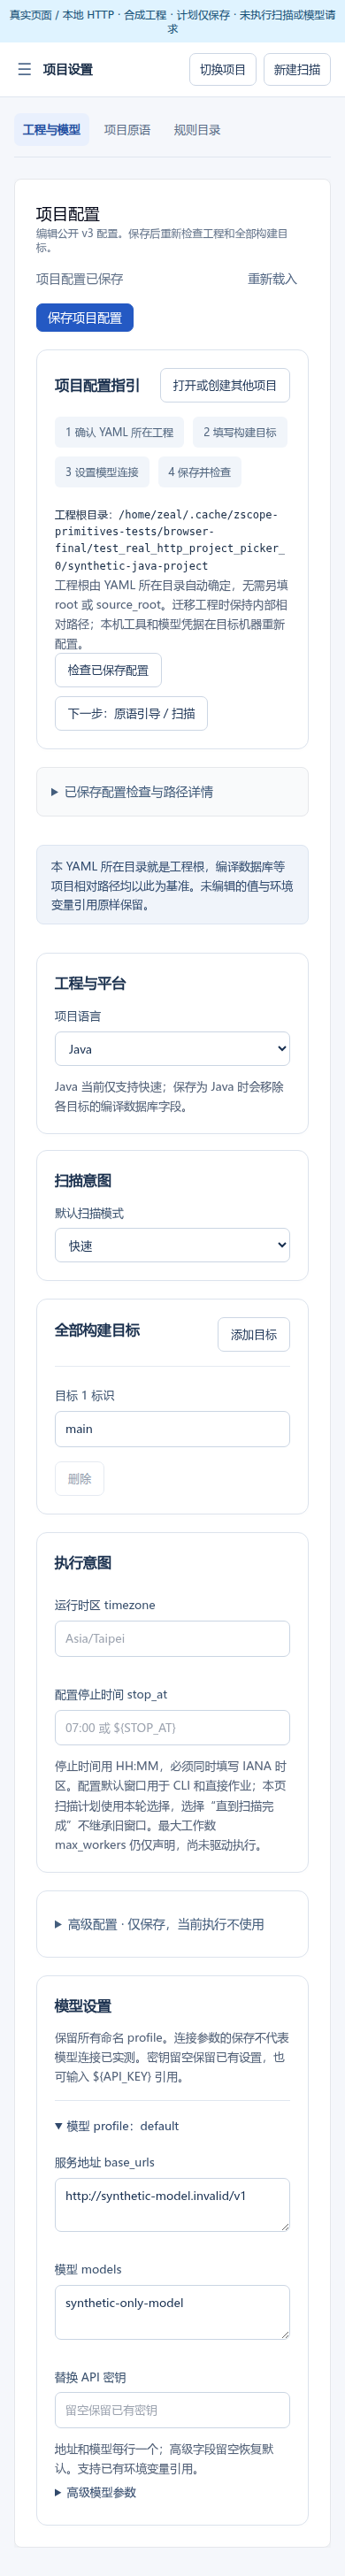 真实页面 / 本地 HTTP · 合成工程 · 计划仅保存 · 未执行扫描或模型请
求
☰ 项目设置 切换项目 新建扫描
工程与模型 项目原语 规则目录
项目配置
编辑公开 v3 配置。保存后重新检查工程和全部构建目
标。
项目配置已保存 重新载入
保存项目配置
项目配置指引 打开或创建其他项目
1 确认 YAML 所在工程 2 填写构建目标
3 设置模型连接 4 保存并检查
工程根目录：/home/zeal/.cache/zscope-
primitives-tests/browser-
final/test_real_http_project_picker_
0/synthetic-java-project
工程根由 YAML 所在目录自动确定，无需另填
root 或 source_root。迁移工程时保持内部相
对路径；本机工具和模型凭据在目标机器重新
配置。
检查已保存配置
下一步：原语引导 / 扫描
▶ 已保存配置检查与路径详情
本 YAML 所在目录就是工程根，编译数据库等
项目相对路径均以此为基准。未编辑的值与环境
变量引用原样保留。
工程与平台
项目语言
Java
Java 当前仅支持快速；保存为 Java 时会移除
各目标的编译数据库字段。
扫描意图
默认扫描模式
快速
全部构建目标 添加目标
目标 1 标识
main
删除
执行意图
运行时区 timezone
Asia/Taipei
配置停止时间 stop_at
07:00 或 ${STOP_AT}
停止时间用 HH:MM，必须同时填写 IANA 时
区。配置默认窗口用于 CLI 和直接作业；本页
扫描计划使用本轮选择，选择“直到扫描完
成”不继承旧窗口。最大工作数
max_workers 仍仅声明，尚未驱动执行。
▶ 高级配置 · 仅保存，当前执行不使用
模型设置
保留所有命名 profile。连接参数的保存不代表
模型连接已实测。密钥留空保留已有设置，也
可输入 ${API_KEY} 引用。
▼ 模型 profile：default
服务地址 base_urls
http://synthetic-model.invalid/v1
模型 models
synthetic-only-model
替换 API 密钥
留空保留已有密钥
地址和模型每行一个；高级字段留空恢复默
认。支持已有环境变量引用。
▶ 高级模型参数